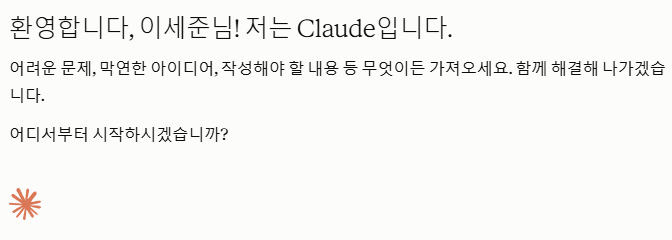 환영합니다, 이세준님! 저는 Claude입니다.
어려운 문제, 막연한 아이디어, 작성해야 할 내용 등 무엇이든 가져오세요. 함께 해결해 나가겠습
니다.
어디서부터 시작하시겠습니까?